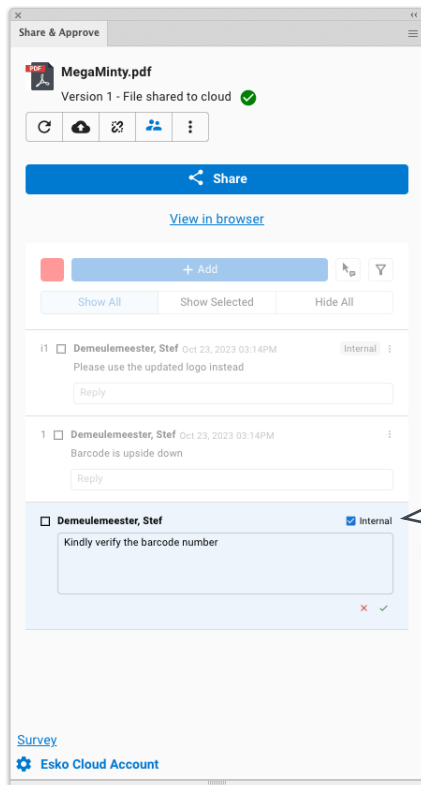 Share & Approve
PDF
MegaMinty.pdf
Version 1 - File shared to cloud
Share
View in browser
+ Add
Show All Show Selected Hide All
i1 Demeulemeester, Stef Oct 23, 2023 03:14PM Internal
Please use the updated logo instead
Reply
1 Demeulemeester, Stef Oct 23, 2023 03:14PM
Barcode is upside down
Reply
Demeulemeester, Stef Internal
Kindly verify the barcode number
Survey
Esko Cloud Account